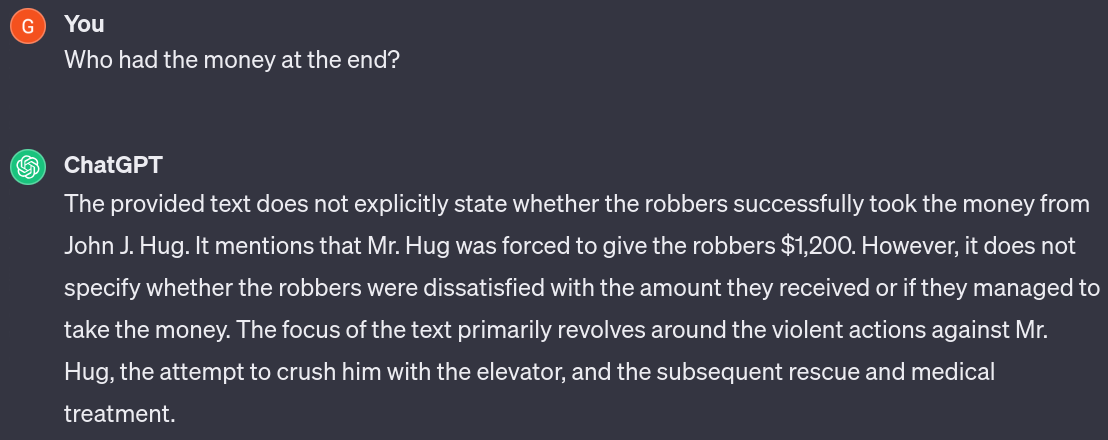 G
You
Who had the money at the end?
ChatGPT
The provided text does not explicitly state whether the robbers successfully took the money from
John J. Hug. It mentions that Mr. Hug was forced to give the robbers $1,200. However, it does not
specify whether the robbers were dissatisfied with the amount they received or if they managed to
take the money. The focus of the text primarily revolves around the violent actions against Mr.
Hug, the attempt to crush him with the elevator, and the subsequent rescue and medical
treatment.